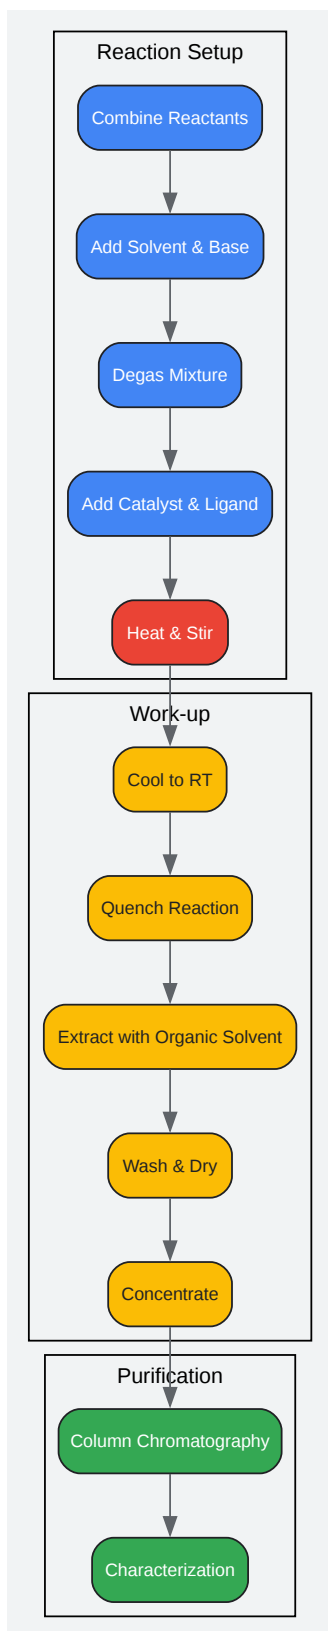 Reaction Setup
Combine Reactants
Add Solvent & Base
Degas Mixture
Add Catalyst & Ligand
Heat & Stir
Work-up
Cool to RT
Quench Reaction
Extract with Organic Solvent
Wash & Dry
Concentrate
Purification
Column Chromatography
Characterization